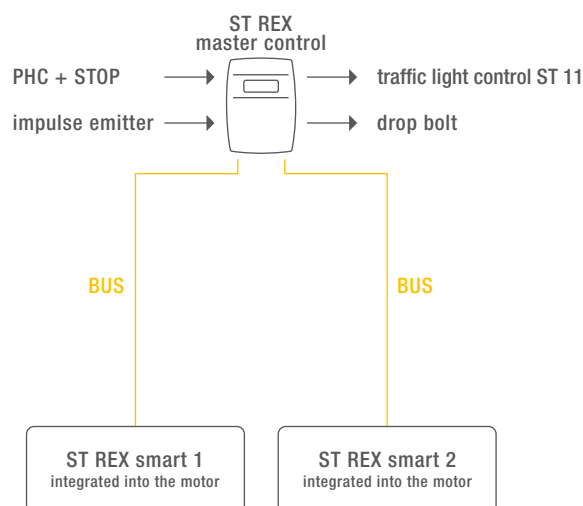 ST REX
master control
PHC + STOP
traffic light control ST 11
impulse emitter
drop bolt
BUS
BUS
ST REX smart 1
integrated into the motor
ST REX smart 2
integrated into the motor